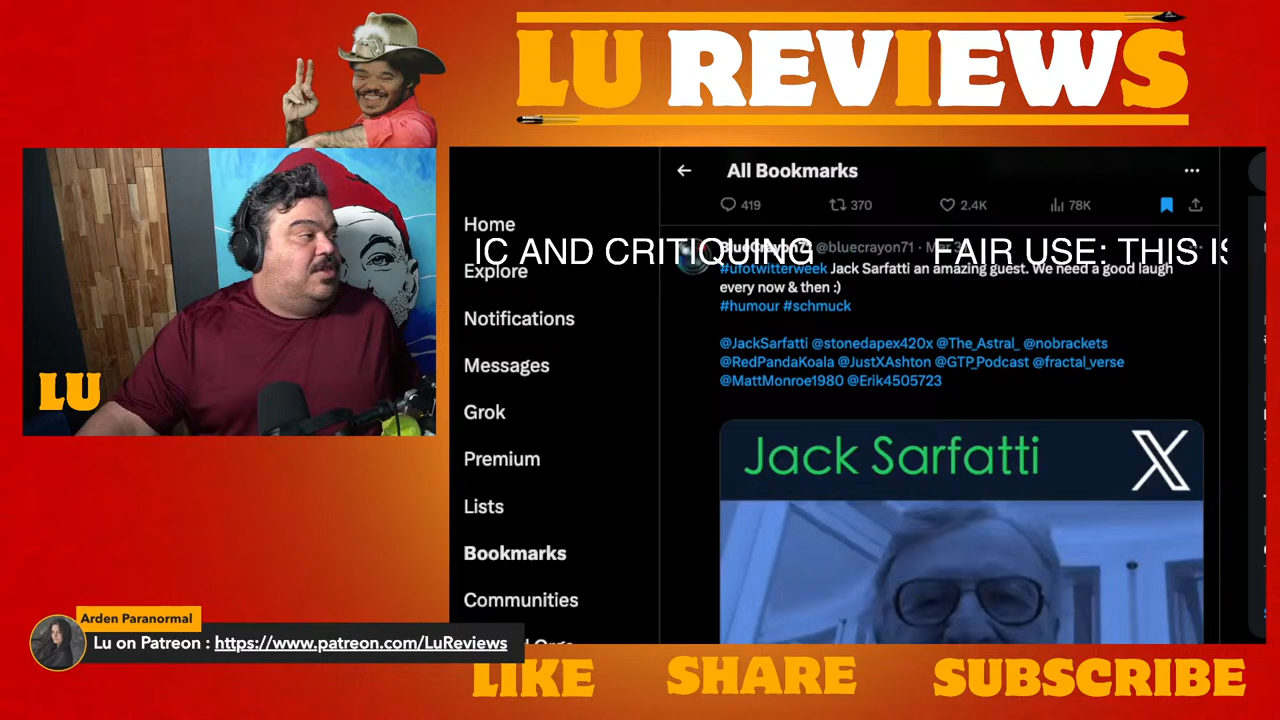 LU REVIEWS
All Bookmarks
419 370 2.4K 78K
Home
Explore
Notifications
Messages
Grok
Premium
Lists
Bookmarks
Communities
BlueCrayon71 @bluecrayon71 · Mar 3
IC AND CRITIQUING FAIR USE: THIS IS
#ufotwitterweek Jack Sarfatti an amazing guest. We need a good laugh
every now & then :)
#humour #schmuck
@JackSarfatti @stonedapex420x @The_Astral_ @nobrackets
@RedPandaKoala @JustXAshton @GTP_Podcast @fractal_verse
@MattMonroe1980 @Erik4505723
Jack Sarfatti X
LU
Arden Paranormal
Lu on Patreon : https://www.patreon.com/LuReviews
LIKE SHARE SUBSCRIBE